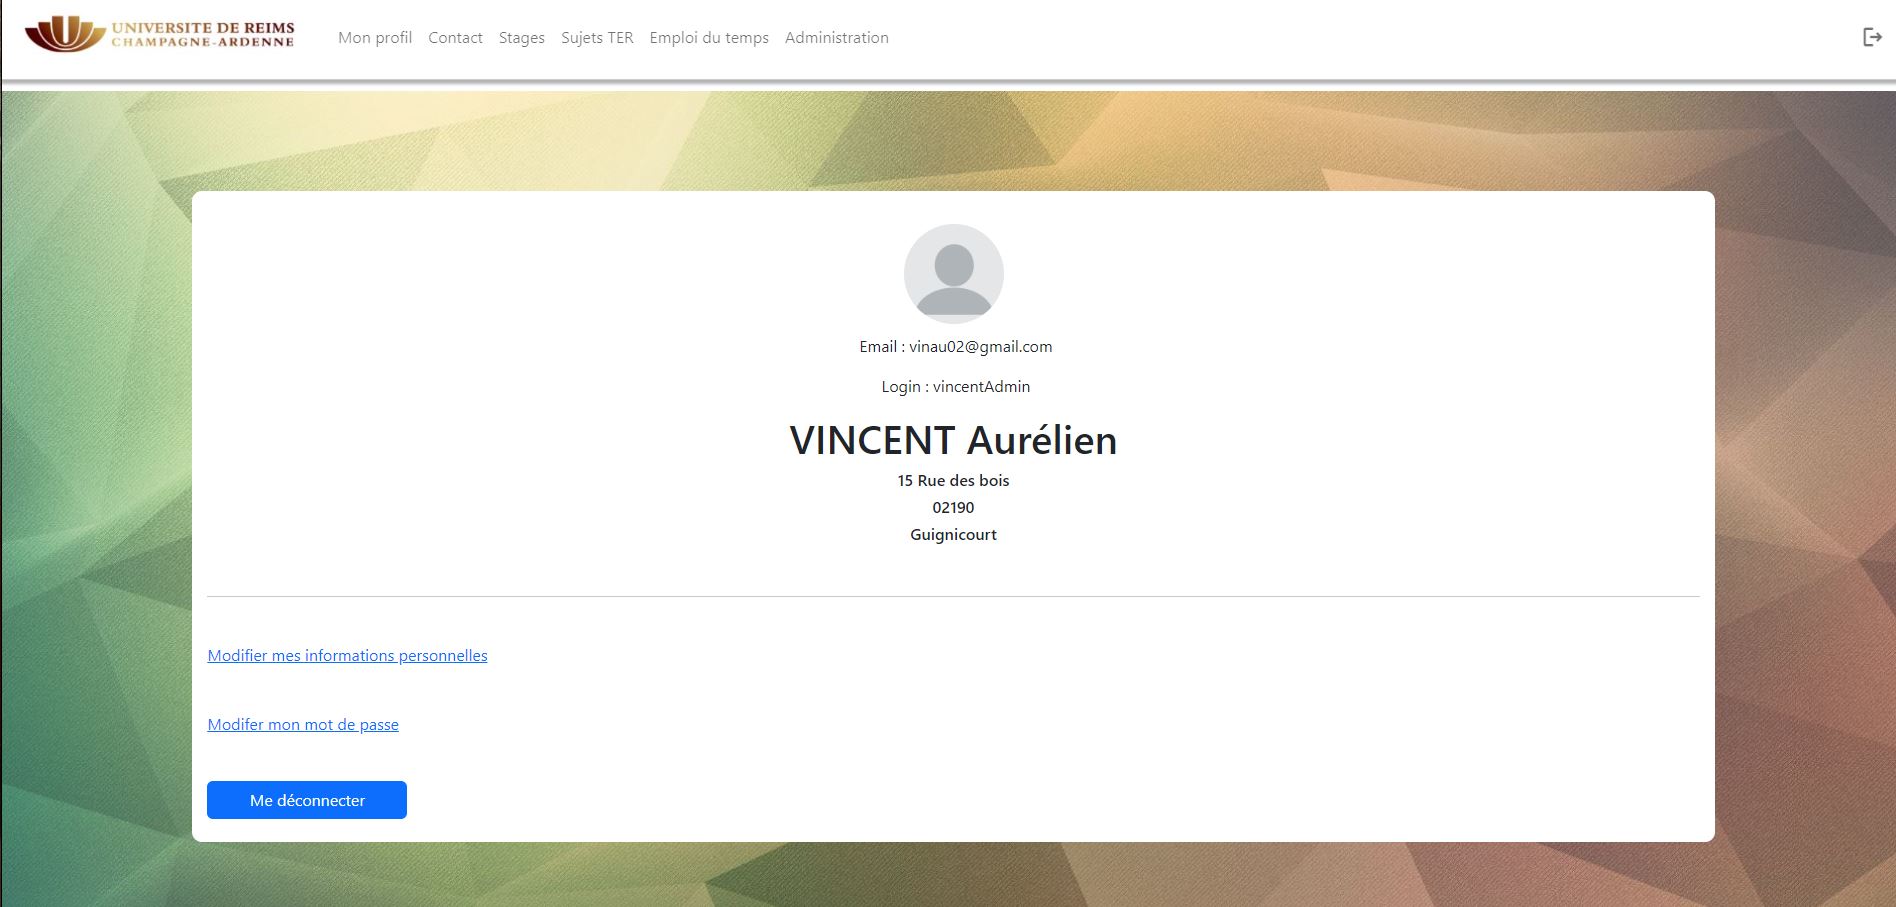 UNIVERSITE DE REIMS
CHAMPAGNE-ARDENNE
Mon profil Contact Stages Sujets TER Emploi du temps Administration
Email : vinau02@gmail.com
Login : vincentAdmin
VINCENT Aurélien
15 Rue des bois
02190
Guignicourt
Modifier mes informations personnelles
Modifer mon mot de passe
Me déconnecter